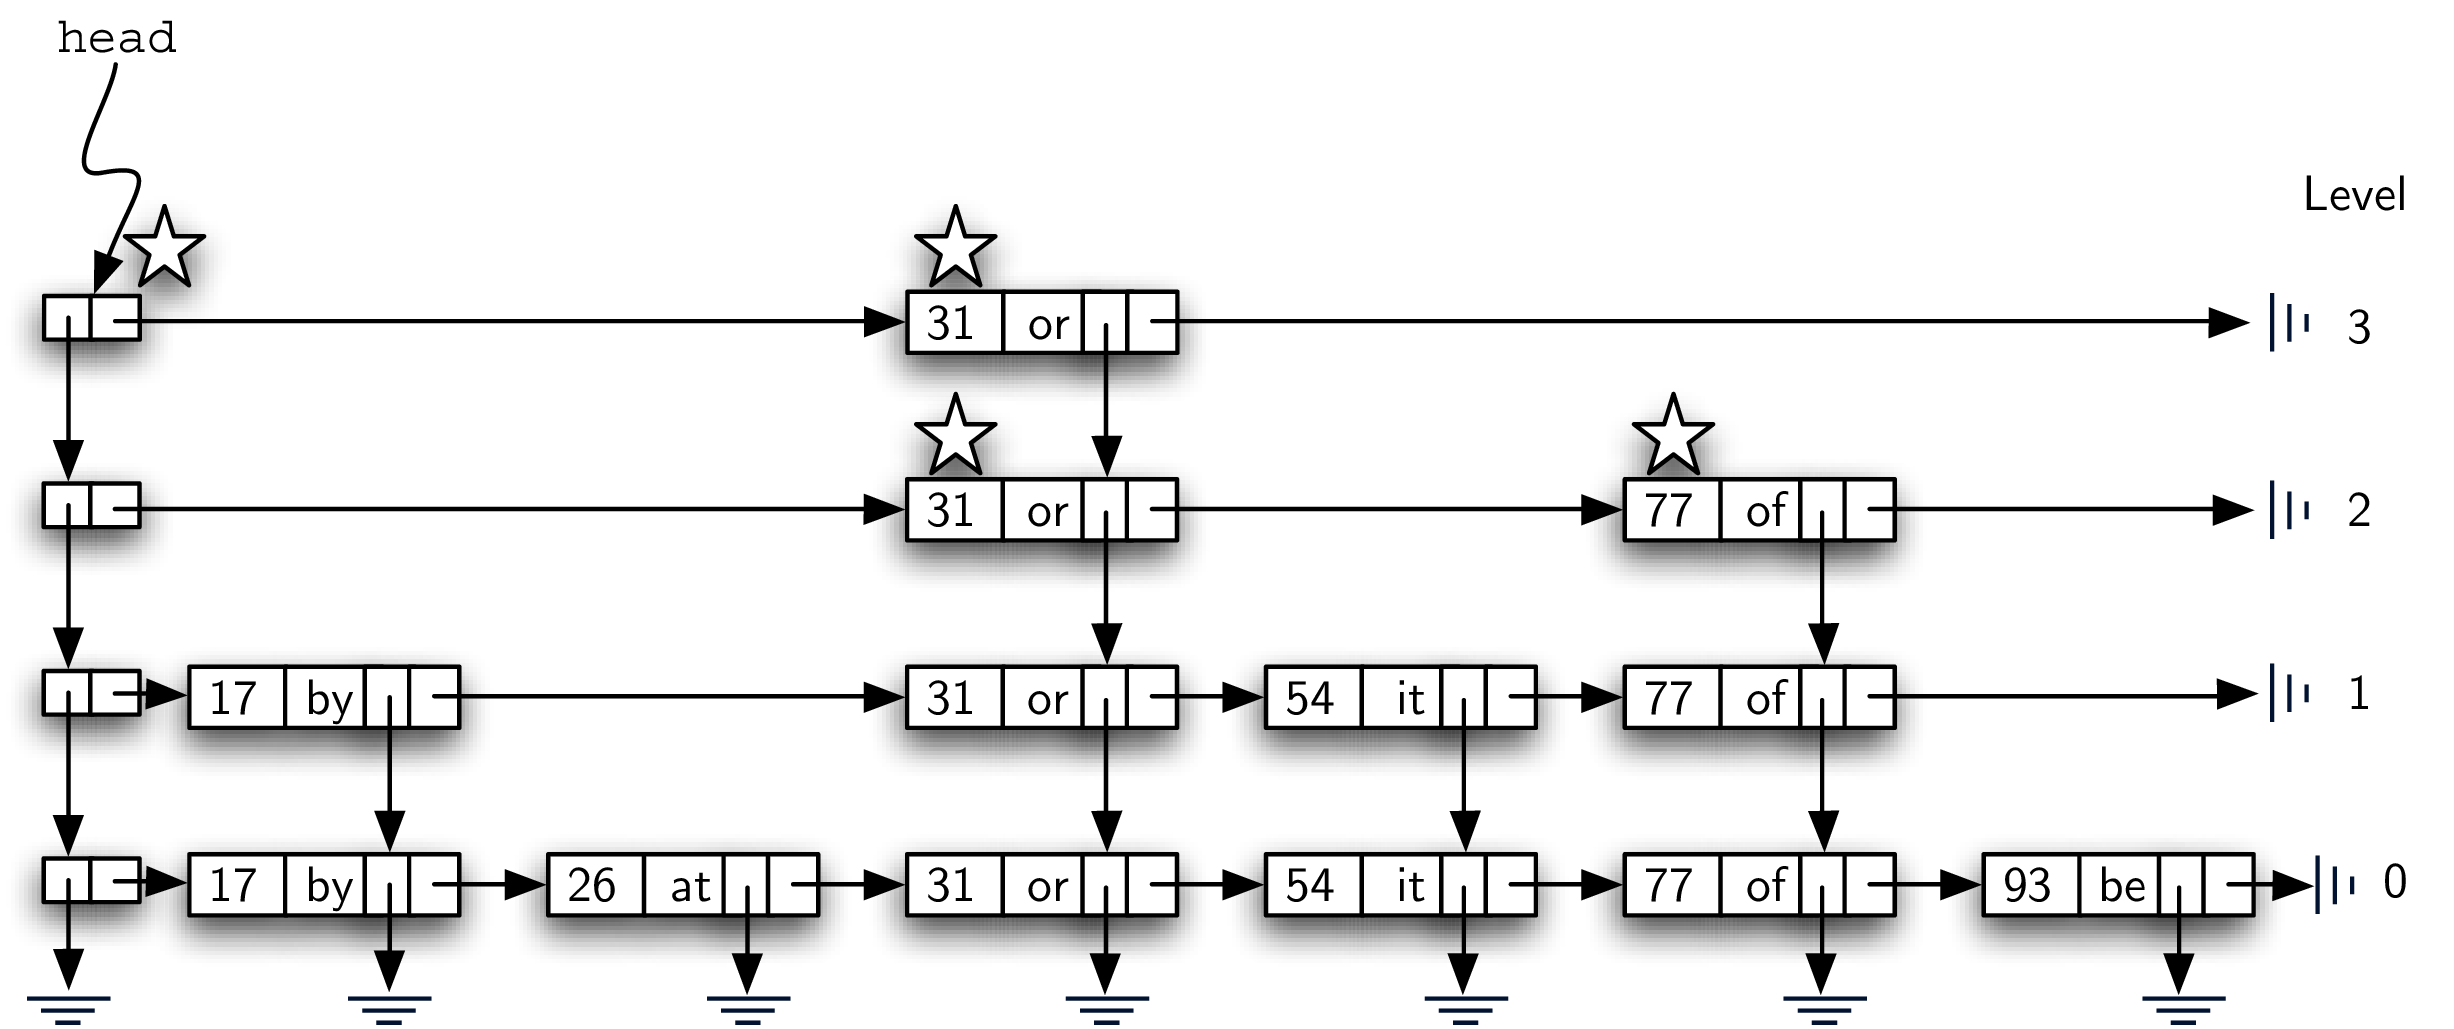 head
Level
31 or 3
31 or 77 of 2
17 by 31 or 54 it 77 of 1
17 by 26 at 31 or 54 it 77 of 93 be 0